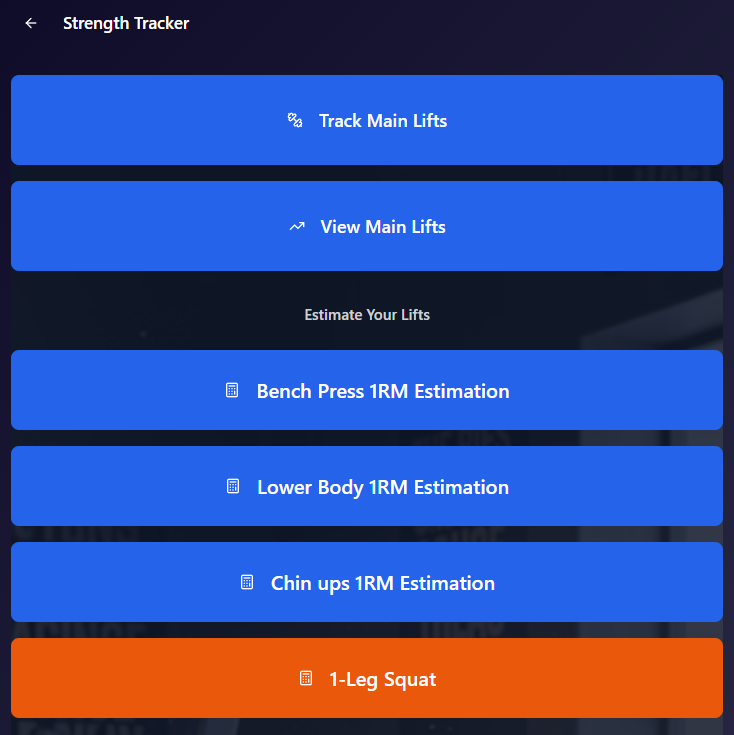 Strength Tracker
Track Main Lifts
View Main Lifts
Estimate Your Lifts
Bench Press 1RM Estimation
Lower Body 1RM Estimation
Chin ups 1RM Estimation
1-Leg Squat